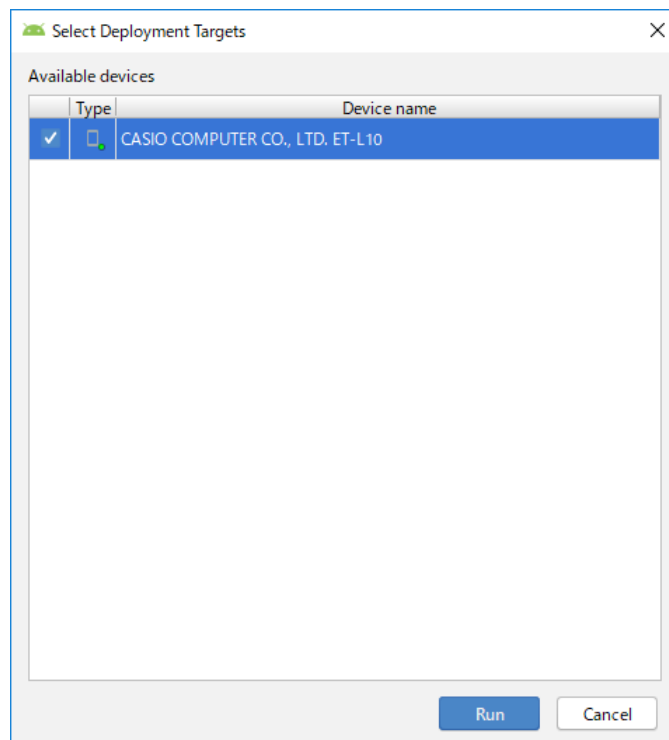 Select Deployment Targets
Available devices
Type Device name
CASIO COMPUTER CO., LTD. ET-L10
Run Cancel